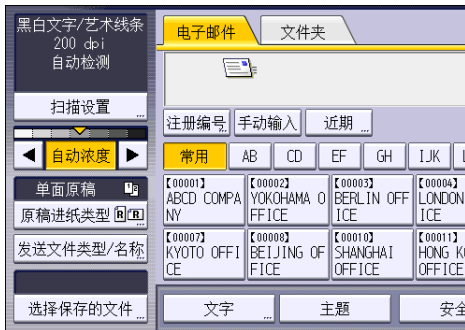 黑白文字/艺术线条
200 dpi
自动检测
扫描设置
自动浓度
单面原稿
原稿进纸类型
发送文件类型/名称
选择保存的文件
电子邮件 文件夹
注册编号 手动输入 近期
常用 AB CD EF GH IJK
【00001】 【00002】 【00003】 【00004】
ABCD COMPA YOKOHAMA O BERLIN OFF LONDON
NY FFICE ICE ICE
【00007】 【00008】 【00010】 【00011】
KYOTO OFFI BEIJING OF SHANGHAI HONG K
CE FICE OFFICE OFFICE
文字 主题 安全